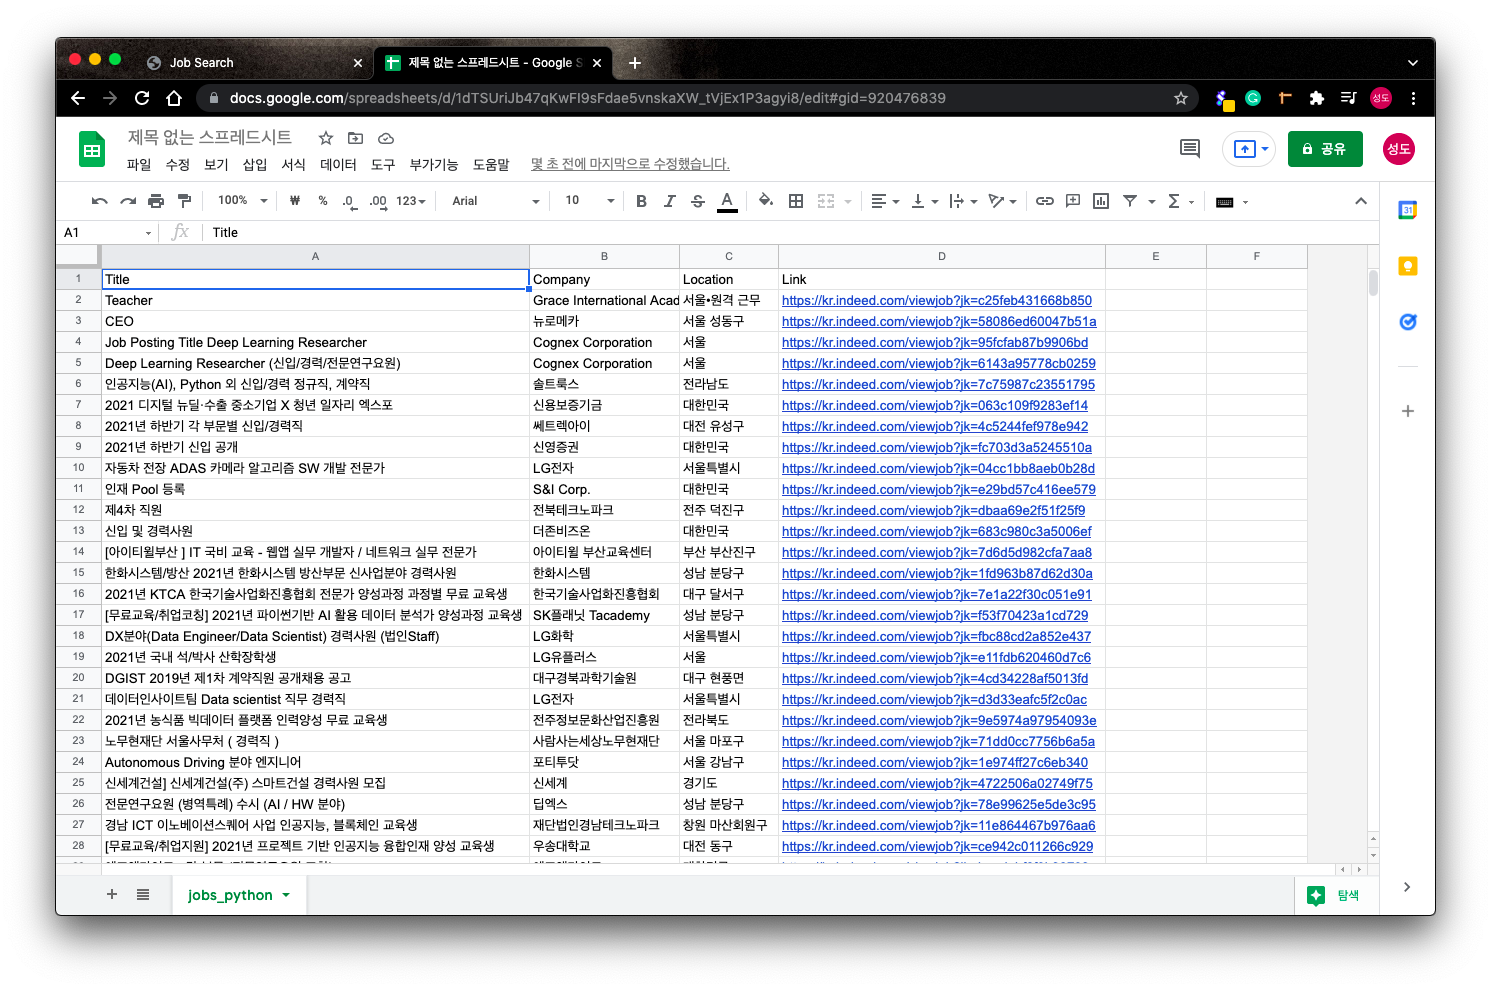 Job Search
제목 없는 스프레드시트 - Google S
docs.google.com/spreadsheets/d/1dTSUriJb47qKwFI9sFdae5vnskaXW_tVjEx1P3agyi8/edit#gid=920476839
성도
제목 없는 스프레드시트
파일 수정 보기 삽입 서식 데이터 도구 부가기능 도움말 몇 초 전에 마지막으로 수정했습니다.
공유
성도
100% ₩ % .0 .00 123 Arial 10 B I S A
31
A1 fx Title
A B C D E F
1 Title Company Location Link
2 Teacher Grace International Acad 서울•원격 근무 https://kr.indeed.com/viewjob?jk=c25feb431668b850
3 CEO 뉴로메카 서울 성동구 https://kr.indeed.com/viewjob?jk=58086ed60047b51a
4 Job Posting Title Deep Learning Researcher Cognex Corporation 서울 https://kr.indeed.com/viewjob?jk=95fcfab87b9906bd
5 Deep Learning Researcher (신입/경력/전문연구요원) Cognex Corporation 서울 https://kr.indeed.com/viewjob?jk=6143a95778cb0259
6 인공지능(AI), Python 외 신입/경력 정규직, 계약직 솔트룩스 전라남도 https://kr.indeed.com/viewjob?jk=7c75987c23551795
7 2021 디지털 뉴딜·수출 중소기업 X 청년 일자리 엑스포 신용보증기금 대한민국 https://kr.indeed.com/viewjob?jk=063c109f9283ef14
8 2021년 하반기 각 부문별 신입/경력직 쎄트렉아이 대전 유성구 https://kr.indeed.com/viewjob?jk=4c5244fef978e942
9 2021년 하반기 신입 공개 신영증권 대한민국 https://kr.indeed.com/viewjob?jk=fc703d3a5245510a
10 자동차 전장 ADAS 카메라 알고리즘 SW 개발 전문가 LG전자 서울특별시 https://kr.indeed.com/viewjob?jk=04cc1bb8aeb0b28d
11 인재 Pool 등록 S&I Corp. 대한민국 https://kr.indeed.com/viewjob?jk=e29bd57c416ee579
12 제4차 직원 전북테크노파크 전주 덕진구 https://kr.indeed.com/viewjob?jk=dbaa69e2f51f25f9
13 신입 및 경력사원 더존비즈온 대한민국 https://kr.indeed.com/viewjob?jk=683c980c3a5006ef
14 [아이티윌부산 ] IT 국비 교육 - 웹앱 실무 개발자 / 네트워크 실무 전문가 아이티윌 부산교육센터 부산 부산진구 https://kr.indeed.com/viewjob?jk=7d6d5d982cfa7aa8
15 한화시스템/방산 2021년 한화시스템 방산부문 신사업분야 경력사원 한화시스템 성남 분당구 https://kr.indeed.com/viewjob?jk=1fd963b87d62d30a
16 2021년 KTCA 한국기술사업화진흥협회 전문가 양성과정 과정별 무료 교육생 한국기술사업화진흥협회 대구 달서구 https://kr.indeed.com/viewjob?jk=7e1a22f30c051e91
17 [무료교육/취업코칭] 2021년 파이썬기반 AI 활용 데이터 분석가 양성과정 교육생 SK플래닛 Tacademy 성남 분당구 https://kr.indeed.com/viewjob?jk=f53f70423a1cd729
18 DX분야(Data Engineer/Data Scientist) 경력사원 (법인Staff) LG화학 서울특별시 https://kr.indeed.com/viewjob?jk=fbc88cd2a852e437
19 2021년 국내 석/박사 산학장학생 LG유플러스 서울 https://kr.indeed.com/viewjob?jk=e11fdb620460d7c6
20 DGIST 2019년 제1차 계약직원 공개채용 공고 대구경북과학기술원 대구 현풍면 https://kr.indeed.com/viewjob?jk=4cd34228af5013fd
21 데이터인사이트팀 Data scientist 직무 경력직 LG전자 서울특별시 https://kr.indeed.com/viewjob?jk=d3d33eafc5f2c0ac
22 2021년 농식품 빅데이터 플랫폼 인력양성 무료 교육생 전주정보문화산업진흥원 전라북도 https://kr.indeed.com/viewjob?jk=9e5974a97954093e
23 노무현재단 서울사무처 ( 경력직 ) 사람사는세상노무현재단 서울 마포구 https://kr.indeed.com/viewjob?jk=71dd0cc7756b6a5a
24 Autonomous Driving 분야 엔지니어 포티투닷 서울 강남구 https://kr.indeed.com/viewjob?jk=1e974ff27c6eb340
25 신세계건설] 신세계건설(주) 스마트건설 경력사원 모집 신세계 경기도 https://kr.indeed.com/viewjob?jk=4722506a02749f75
26 전문연구요원 (병역특례) 수시 (AI / HW 분야) 딥엑스 성남 분당구 https://kr.indeed.com/viewjob?jk=78e99625e5de3c95
27 경남 ICT 이노베이션스퀘어 사업 인공지능, 블록체인 교육생 재단법인경남테크노파크 창원 마산회원구 https://kr.indeed.com/viewjob?jk=11e864467b976aa6
28 [무료교육/취업지원] 2021년 프로젝트 기반 인공지능 융합인재 양성 교육생 우송대학교 대전 동구 https://kr.indeed.com/viewjob?jk=ce942c011266c929
jobs_python
탐색